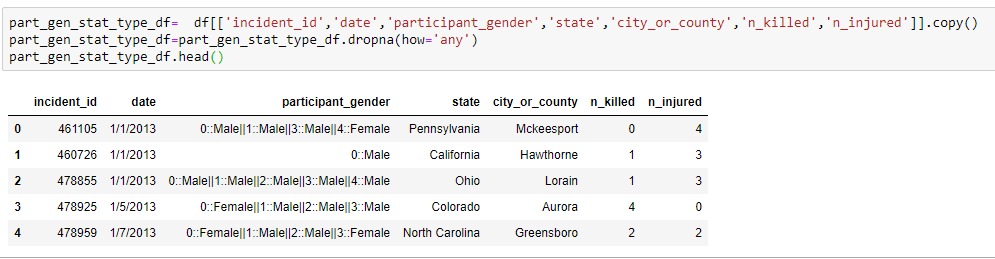 part_gen_stat_type_df=  df[['incident_id','date','participant_gender','state','city_or_county','n_killed','n_injured']].copy()
part_gen_stat_type_df=part_gen_stat_type_df.dropna(how='any')
part_gen_stat_type_df.head()
incident_id date participant_gender state city_or_county n_killed n_injured
0 461105 1/1/2013 0::Male||1::Male||3::Male||4::Female Pennsylvania Mckeesport 0 4
1 460726 1/1/2013 0::Male California Hawthorne 1 3
2 478855 1/1/2013 0::Male||1::Male||2::Male||3::Male||4::Male Ohio Lorain 1 3
3 478925 1/5/2013 0::Female||1::Male||2::Male||3::Male Colorado Aurora 4 0
4 478959 1/7/2013 0::Female||1::Male||2::Male||3::Female North Carolina Greensboro 2 2